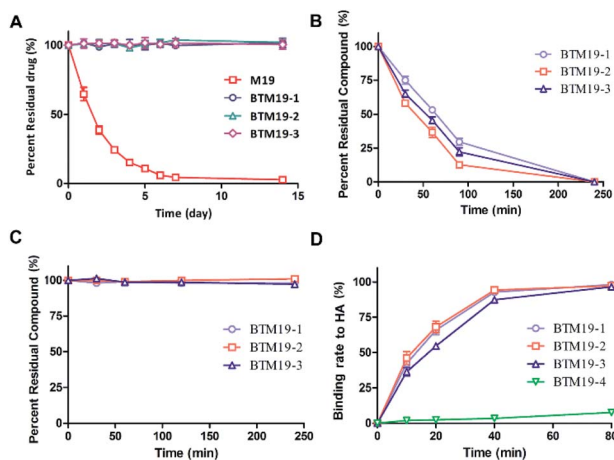 A
Percent Residual drug (%)
100
75
50
25
0
0
5
10
15
Time (day)
M19
BTM19-1
BTM19-2
BTM19-3
B
Percent Residual Compound (%)
100
75
50
25
0
0
50
100
150
200
250
Time (min)
BTM19-1
BTM19-2
BTM19-3
C
Percent Residual Compound (%)
100
75
50
25
0
0
50
100
150
200
250
Time (min)
BTM19-1
BTM19-2
BTM19-3
D
Binding rate to HA (%)
100
75
50
25
0
0
20
40
60
80
Time (min)
BTM19-1
BTM19-2
BTM19-3
BTM19-4